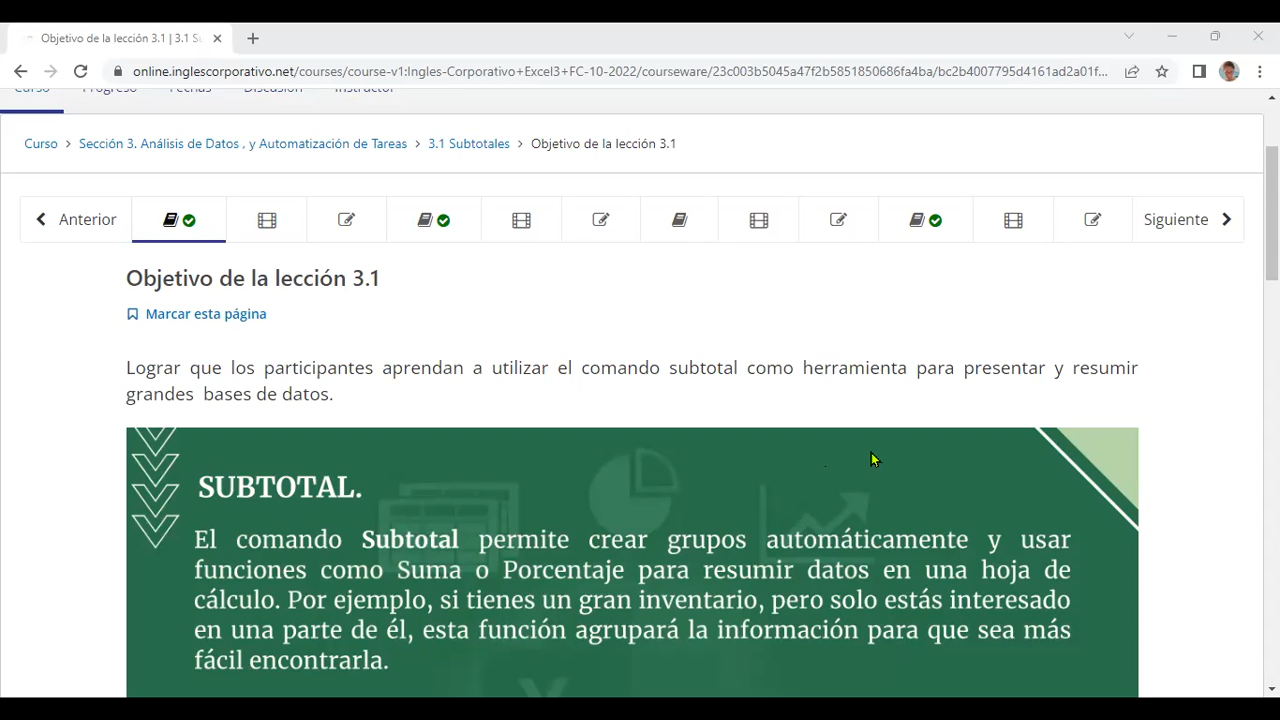 Objetivo de la lección 3.1 | 3.1 Su
online.inglescorporativo.net/courses/course-v1:Ingles-Corporativo+Excel3+FC-10-2022/courseware/23c003b5045a47f2b5851850686fa4ba/bc2b4007795d4161ad2a01f...
Curso Progreso Fechas Discusión Instructor
Curso > Sección 3. Análisis de Datos , y Automatización de Tareas > 3.1 Subtotales > Objetivo de la lección 3.1
Anterior Siguiente
Objetivo de la lección 3.1
Marcar esta página
Lograr que los participantes aprendan a utilizar el comando subtotal como herramienta para presentar y resumir
grandes bases de datos.
SUBTOTAL.
El comando Subtotal permite crear grupos automáticamente y usar
funciones como Suma o Porcentaje para resumir datos en una hoja de
cálculo. Por ejemplo, si tienes un gran inventario, pero solo estás interesado
en una parte de él, esta función agrupará la información para que sea más
fácil encontrarla.